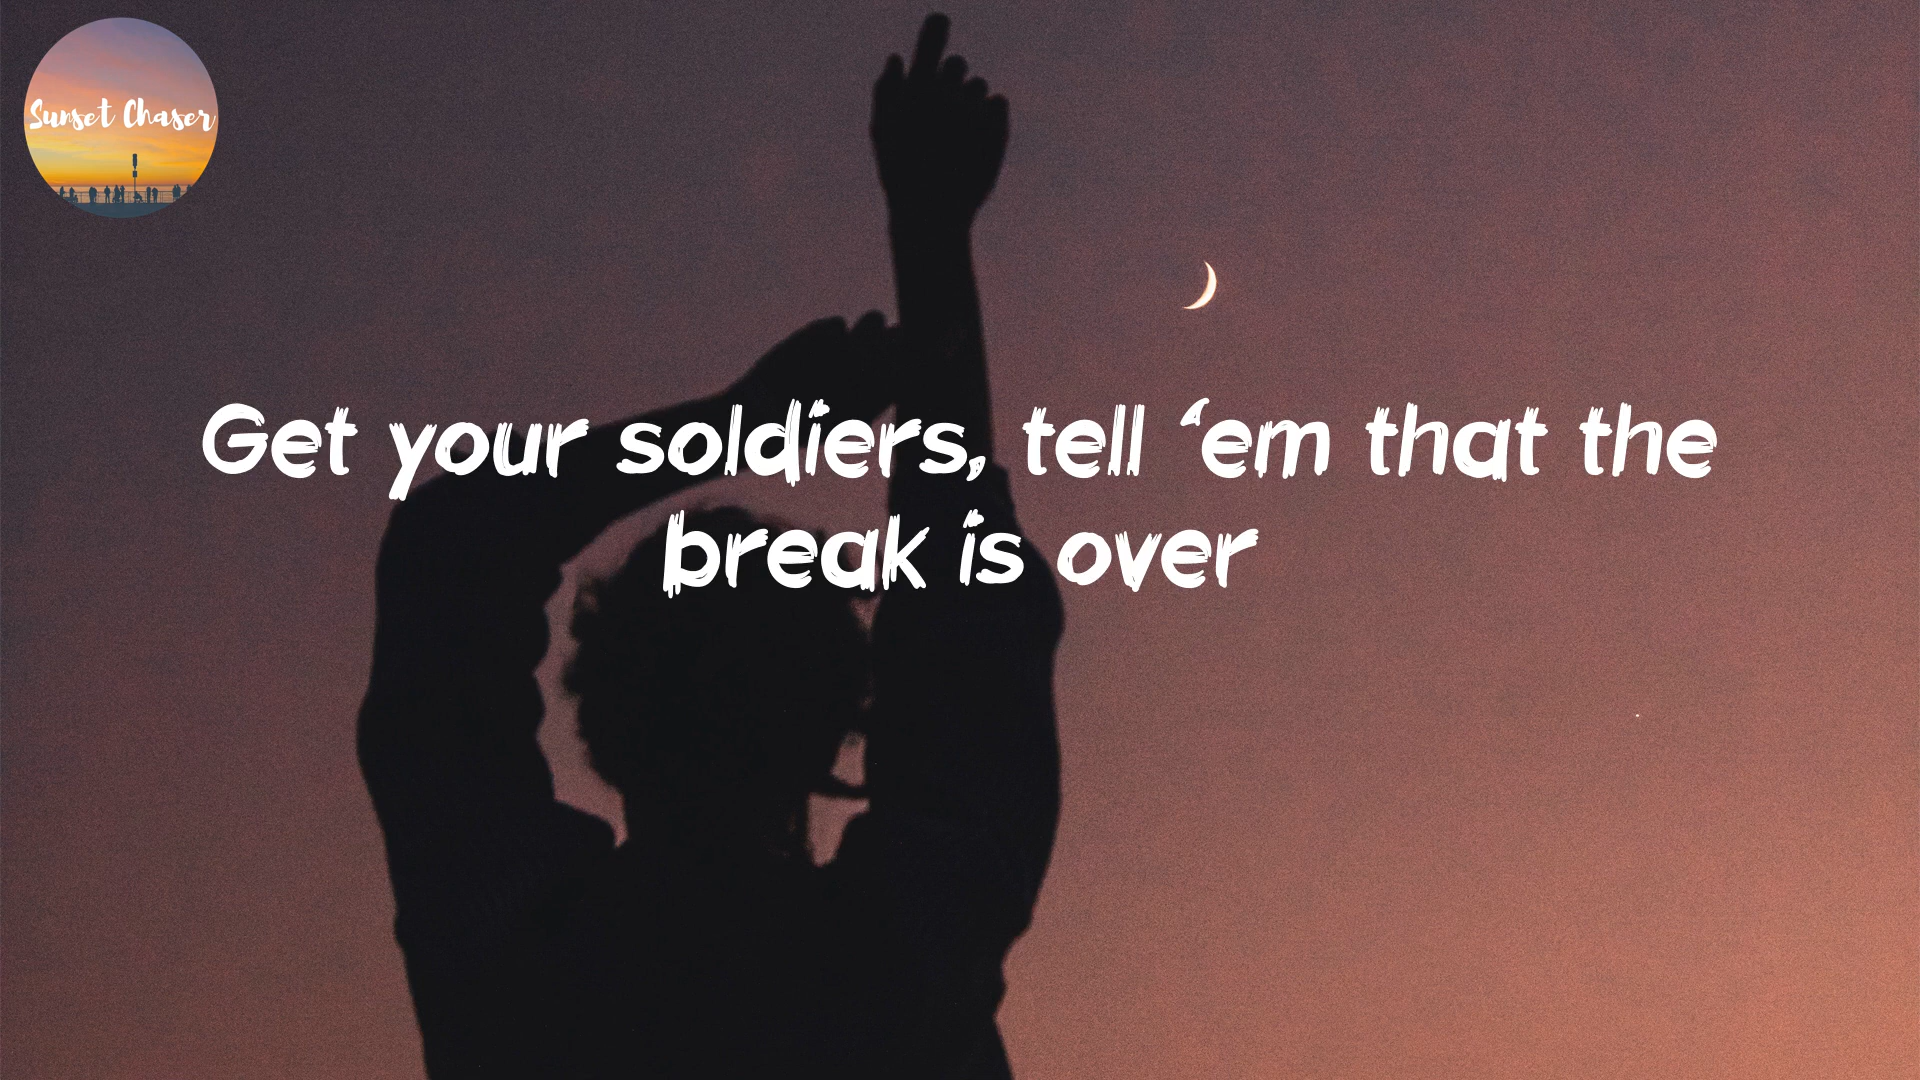 Sunset Chaser
Get your soldiers, tell ‘em that the
break is over